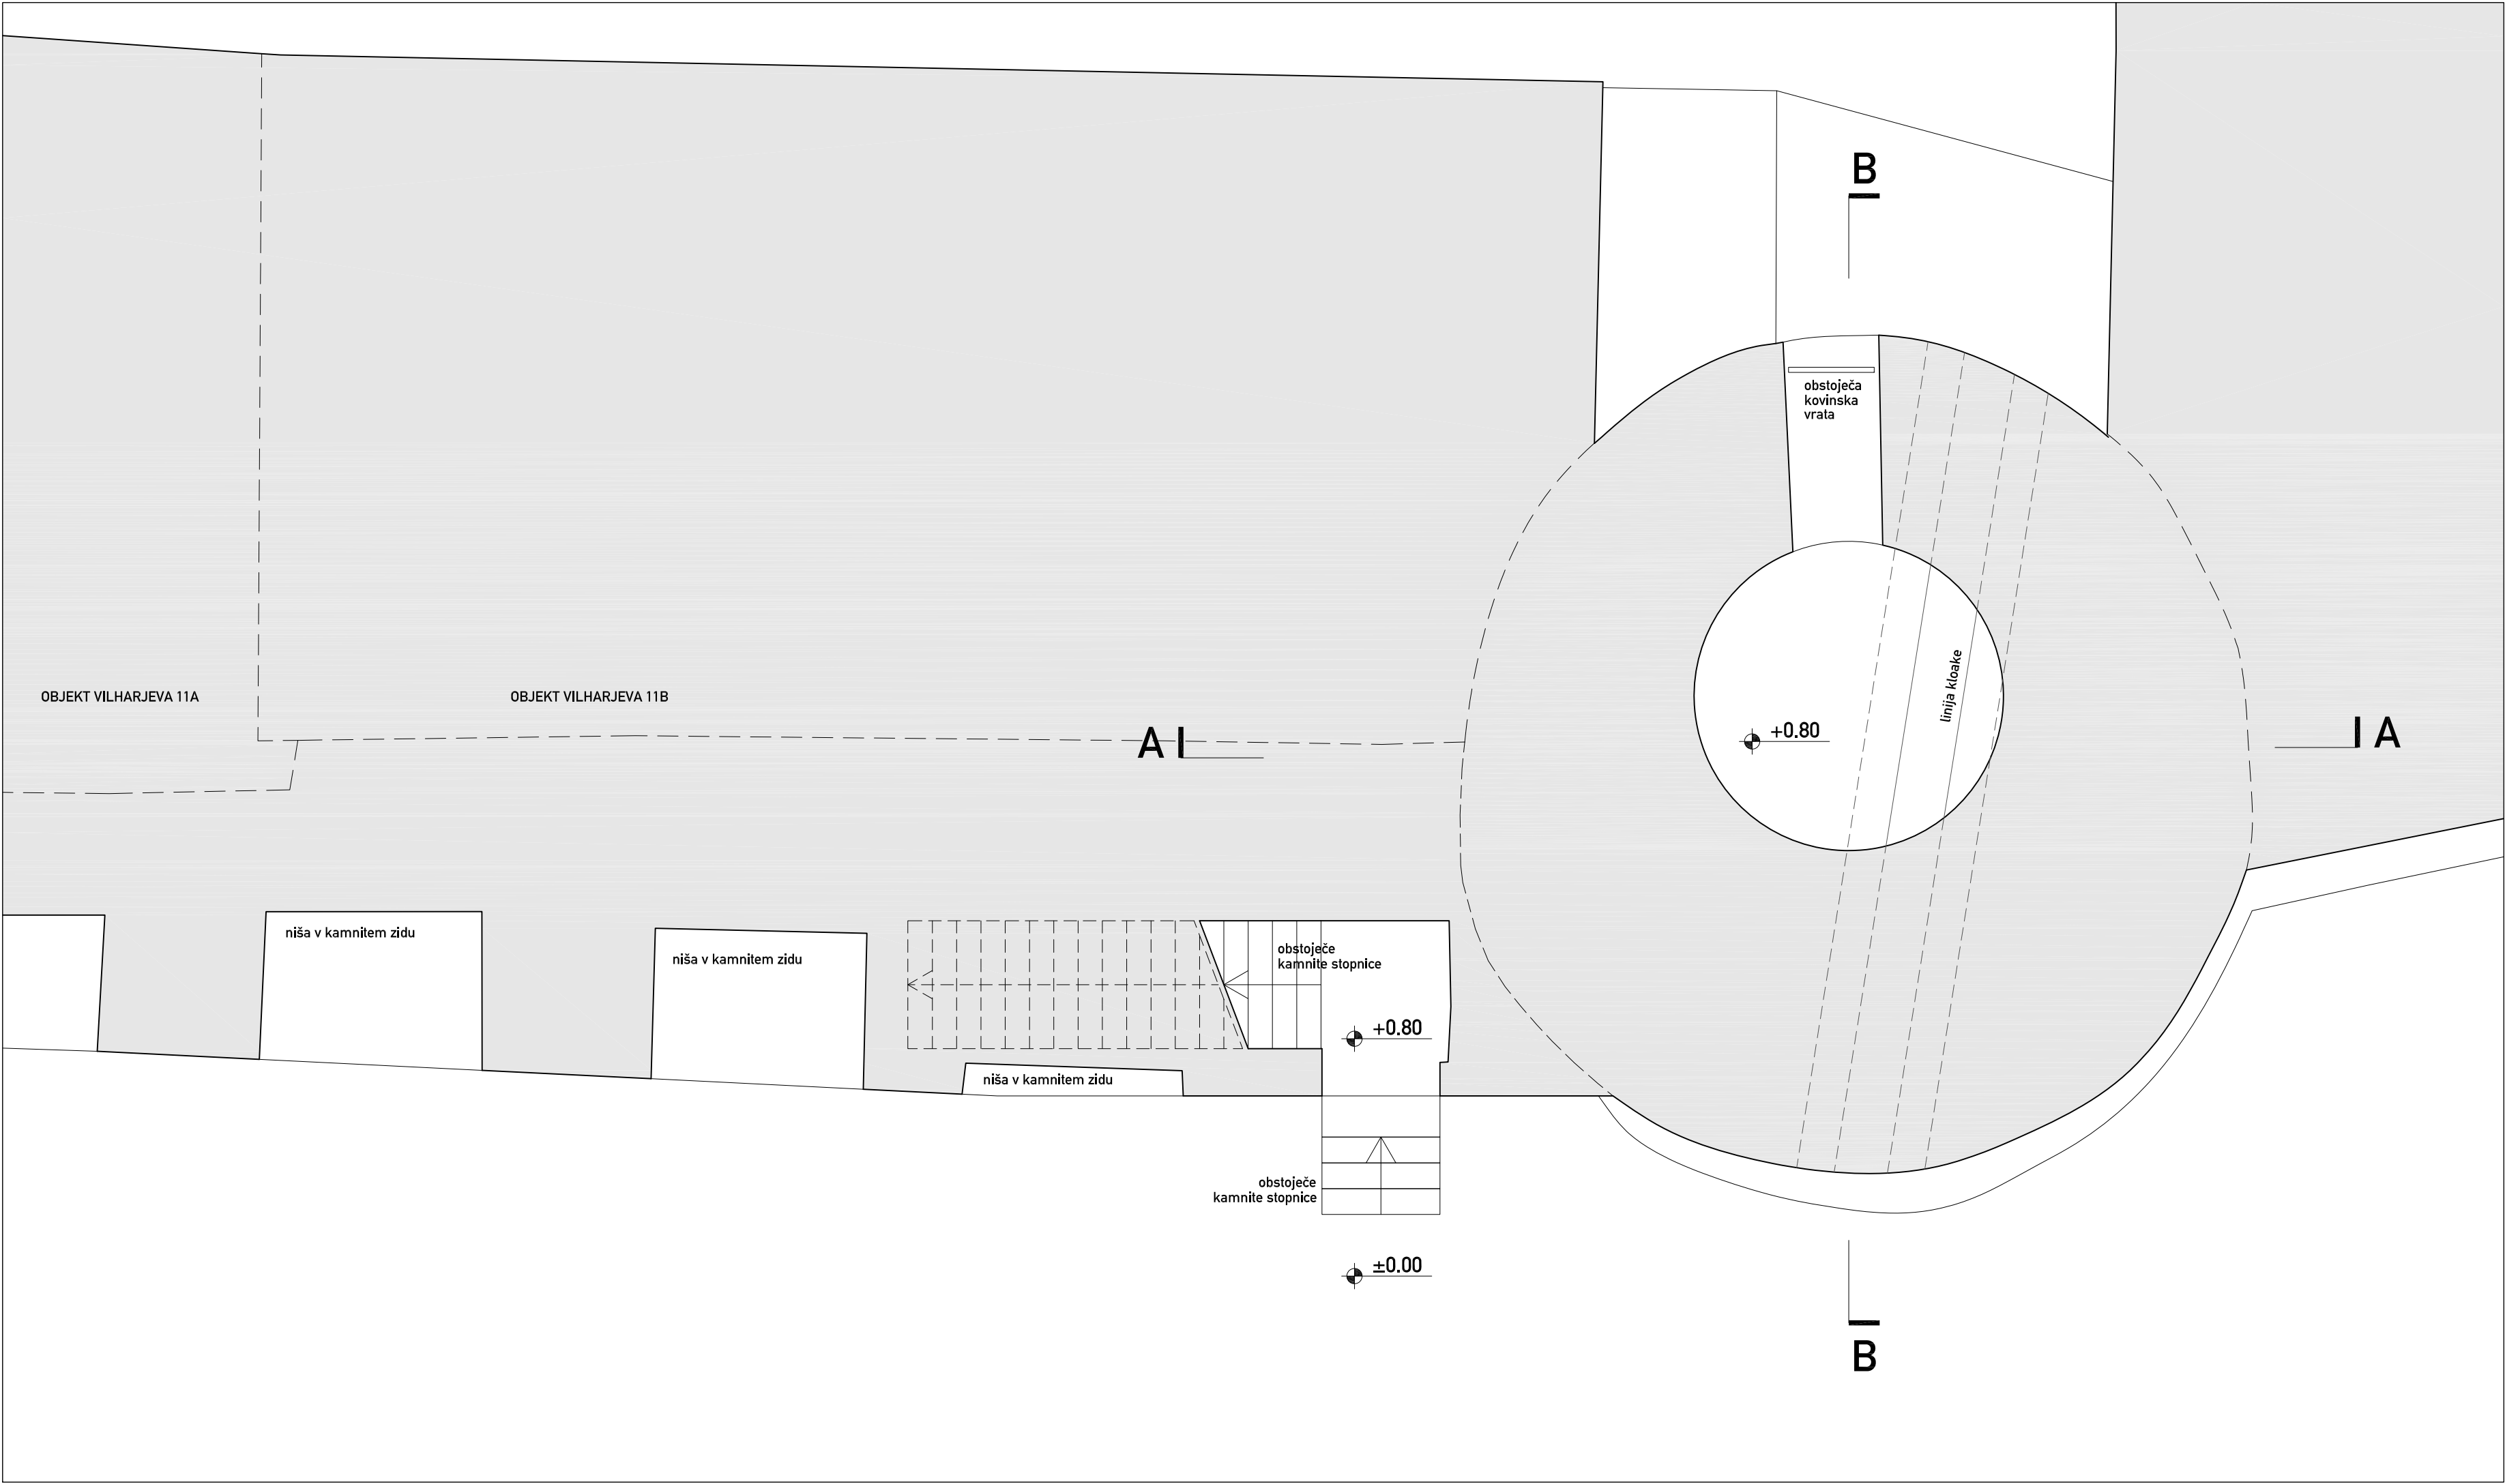 B
obstoječa
kovinska
vrata
linija kloake
OBJEKT VILHARJEVA 11A
OBJEKT VILHARJEVA 11B
A
+0.80
A
niša v kamnitem zidu
niša v kamnitem zidu
obstoječe
kamnite stopnice
+0.80
niša v kamnitem zidu
obstoječe
kamnite stopnice
±0.00
B